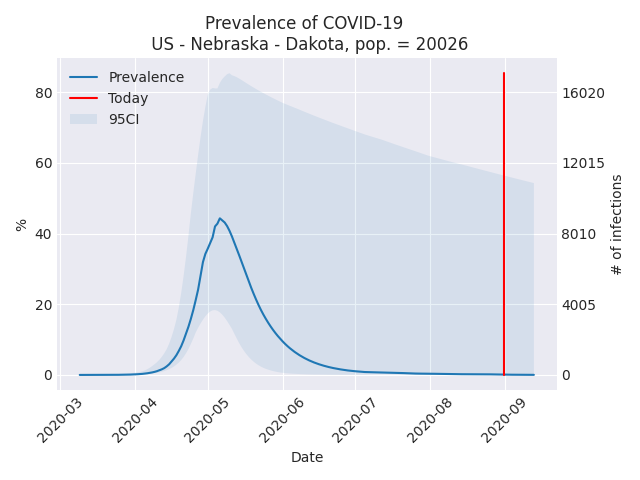 Prevalence of COVID-19
US - Nebraska - Dakota, pop. = 20026
Prevalence
Today
95CI
80
60
40
20
0
%
16020
12015
8010
4005
0
# of infections
2020-03
2020-04
2020-05
2020-06
2020-07
2020-08
2020-09
Date